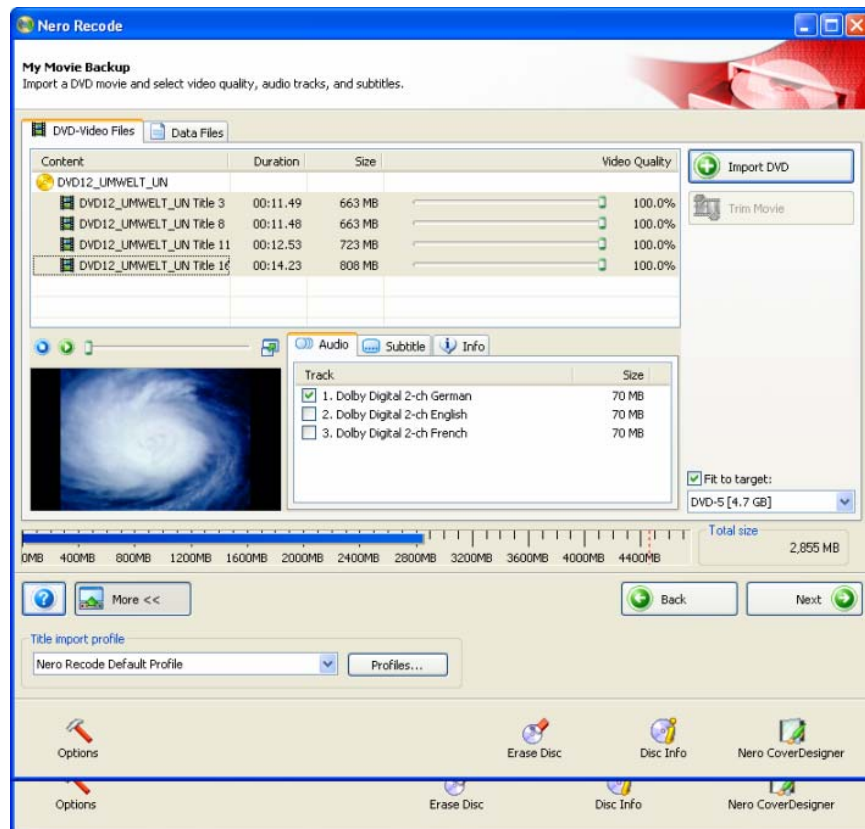 Nero Recode
My Movie Backup
Import a DVD movie and select video quality, audio tracks, and subtitles.
DVD-Video Files Data Files
Content Duration Size Video Quality
DVD12_UMWELT_UN
DVD12_UMWELT_UN Title 3 00:11.49 663 MB 100.0%
DVD12_UMWELT_UN Title 8 00:11.48 663 MB 100.0%
DVD12_UMWELT_UN Title 11 00:12.53 723 MB 100.0%
DVD12_UMWELT_UN Title 16 00:14.23 808 MB 100.0%
Import DVD
Trim Movie
Audio Subtitle Info
Track Size
1. Dolby Digital 2-ch German 70 MB
2. Dolby Digital 2-ch English 70 MB
3. Dolby Digital 2-ch French 70 MB
Fit to target:
DVD-5 [4.7 GB]
0MB 400MB 800MB 1200MB 1600MB 2000MB 2400MB 2800MB 3200MB 3600MB 4000MB 4400MB
Total size
2,855 MB
More <<
Back
Next
Title import profile
Nero Recode Default Profile
Profiles...
Options Erase Disc Disc Info Nero CoverDesigner
Options Erase Disc Disc Info Nero CoverDesigner